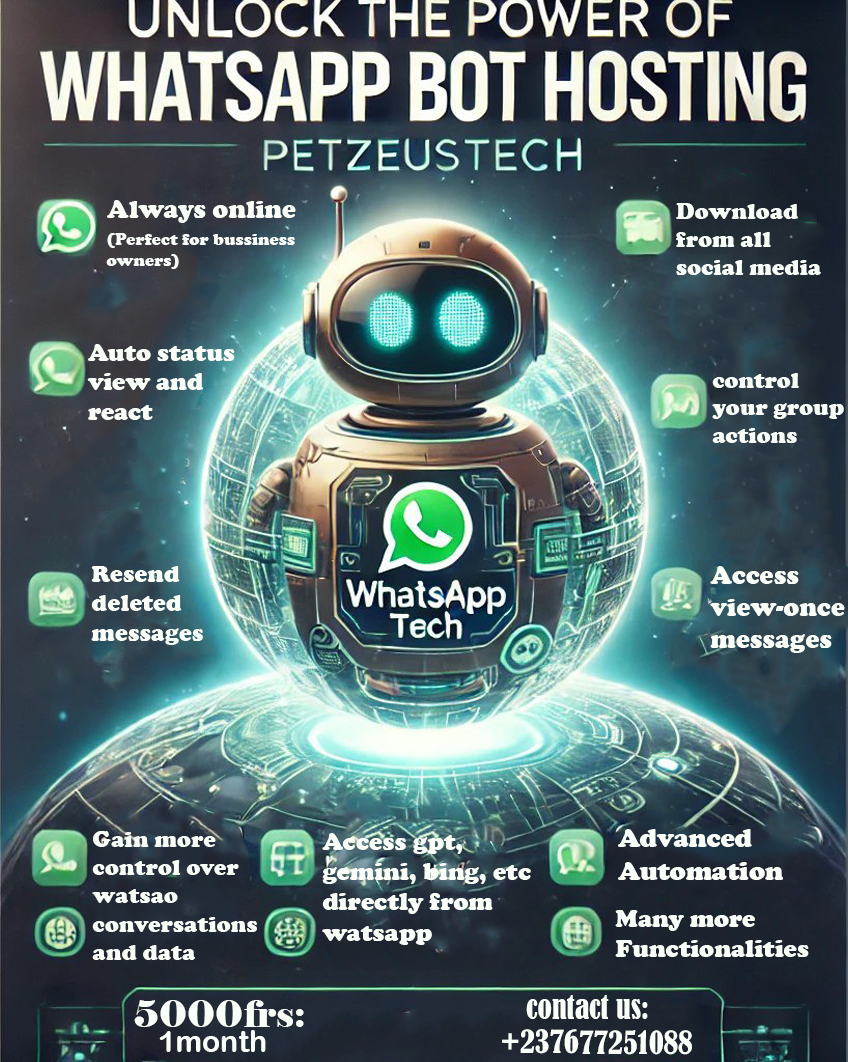 UNLOCK THE POWER OF
WHATSAPP BOT HOSTING
PETZEUSTECH
Always online
(Perfect for bussiness
owners)
Download
from all
social media
Auto status
view and
react
control
your group
actions
WhatsApp
Tech
Resend
deleted
messages
Access
view-once
messages
Gain more
control over
watsao
conversations
and data
Access gpt,
gemini, bing, etc
directly from
watsapp
Advanced
Automation
Many more
Functionalities
5000frs:
1month
contact us:
+237677251088